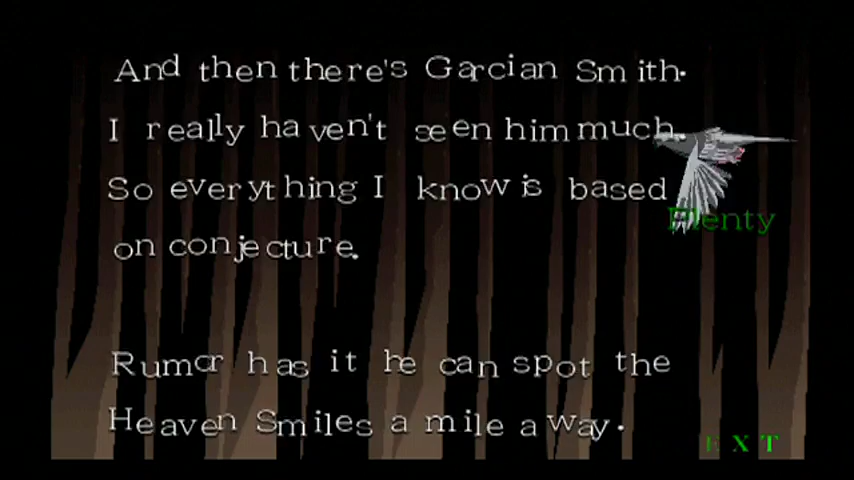 And then there's Garcian Smith.
I really haven't seen him much.
So everything I know is based
Plenty
on conjecture.
Rumor has it he can spot the
Heaven Smiles a mile away.
EXT